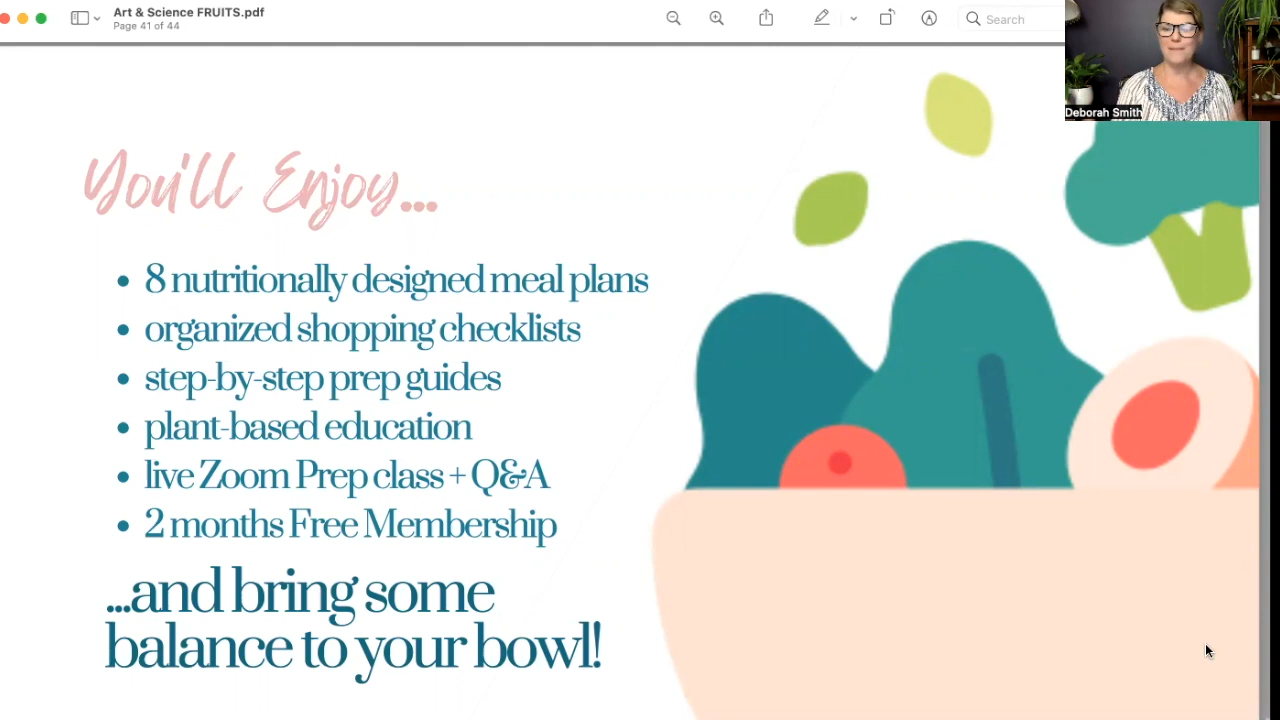 Art & Science FRUITS.pdf
Page 41 of 44
Search
Deborah Smith
You'll Enjoy...
• 8 nutritionally designed meal plans
• organized shopping checklists
• step-by-step prep guides
• plant-based education
• live Zoom Prep class + Q&A
• 2 months Free Membership
...and bring some
balance to your bowl!